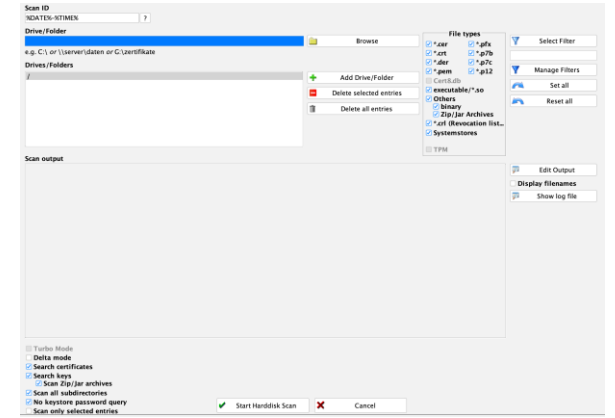 Scan ID
%DATE%-%TIME%
?
Drive/Folder
Browse
e.g. C:\ or \\server\daten or G:\zertifikate
Drives/Folders
/
Add Drive/Folder
Delete selected entries
Delete all entries
File types
*.cer *.pfx
*.crt *.p7b
*.der *.p7c
*.pem *.p12
Cert8.db
executable/*.so
Others
binary
Zip/Jar Archives
*.crl (Revocation list...
Systemstores
TPM
Select Filter
Manage Filters
Set all
Reset all
Scan output
Edit Output
Display filenames
Show log file
Turbo Mode
Delta mode
Search certificates
Search keys
Scan Zip/Jar archives
Scan all subdirectories
No keystore password query
Scan only selected entries
Start Harddisk Scan
Cancel